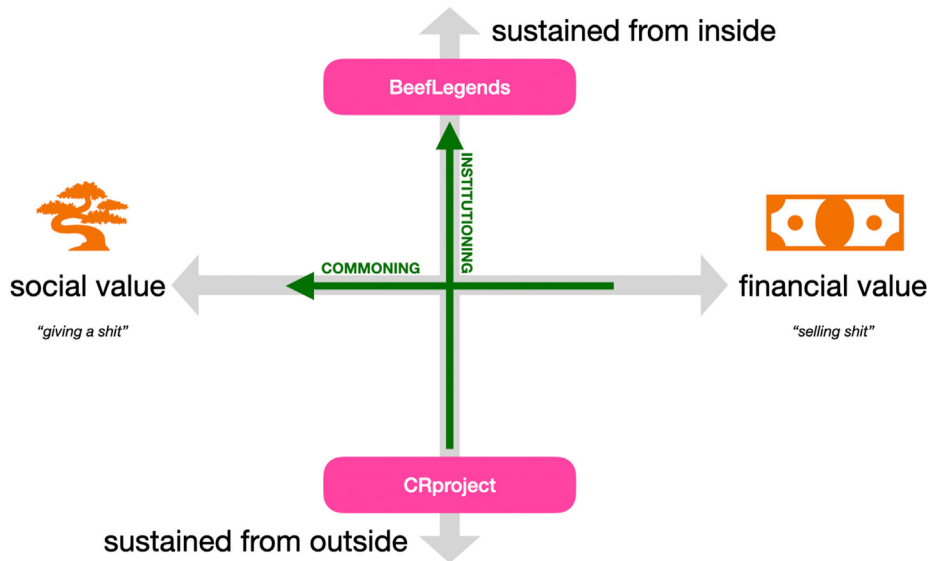 sustained from inside
BeefLegends
INSTITUTIONING
COMMONING
social value
financial value
“giving a shit”
“selling shit”
CRproject
sustained from outside